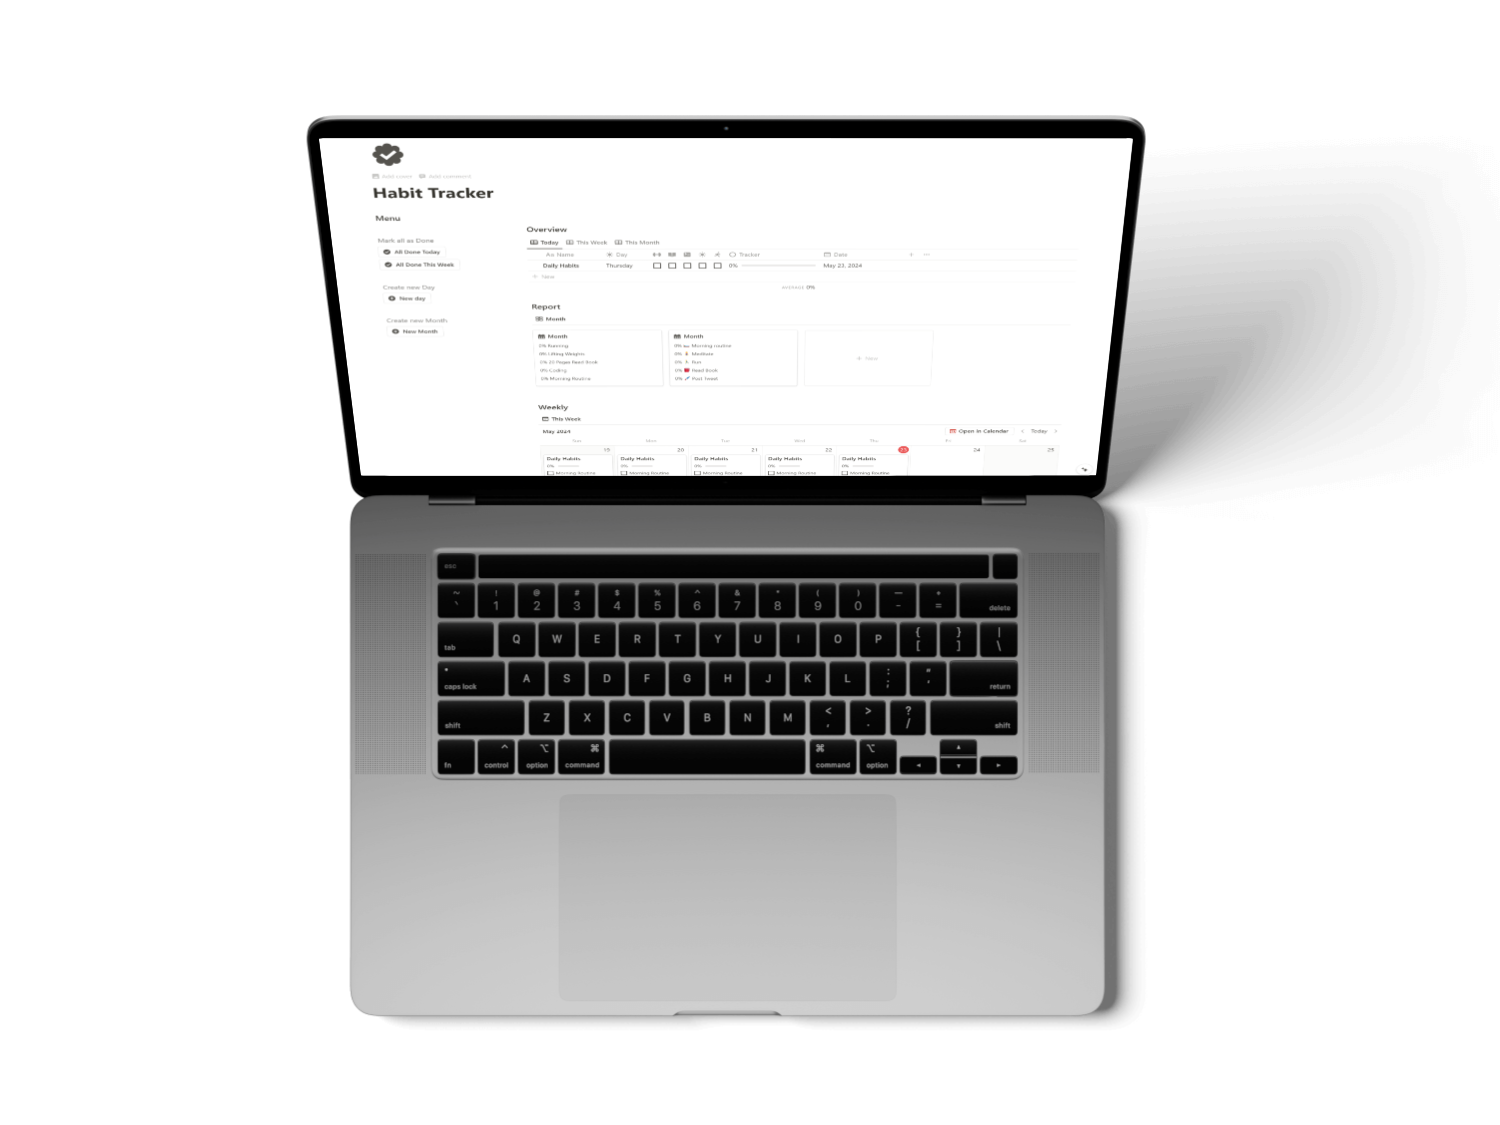 Add cover Add comment
Habit Tracker
Menu
Mark all as Done
All Done Today
All Done This Week
Create new Day
New day
Create new Month
New Month
Overview
Today This Week This Month
Aa Name Day Tracker Date + ...
Daily Habits Thursday 0% May 23, 2024
+ New
AVERAGE 0%
Report
Month
Month
0% Running
0% Lifting Weights
0% 20 Pages Read Book
0% Coding
0% Morning Routine
Month
0% Morning routine
0% Meditate
0% Run
0% Read Book
0% Post Tweet
+ New
Weekly
This Week
May 2024 Open in Calendar < Today >
Sun Mon Tue Wed Thu Fri Sat
19 20 21 22 23 24 25
Daily Habits Daily Habits Daily Habits Daily Habits Daily Habits
0% 0% 0% 0% 0%
Morning Routine Morning Routine Morning Routine Morning Routine Morning Routine
esc
~ ! @ # $ % ^ & * ( ) — +
` 1 2 3 4 5 6 7 8 9 0 - = delete
tab Q W E R T Y U I O P { [ } ] | \
caps lock A S D F G H J K L : ; " ' return
shift Z X C V B N M < , > . ? / shift
fn ^ control ⌥ option ⌘ command ⌘ command ⌥ option ◂ ▴ ▾ ▸